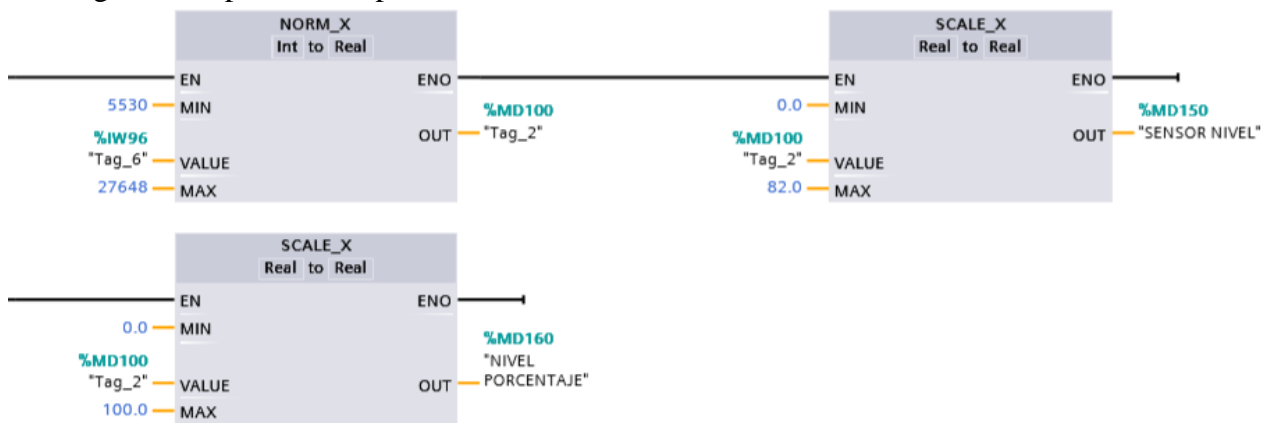 NORM_X
Int to Real
EN ENO
5530 MIN
%MD100
OUT "Tag_2"
%IW96
"Tag_6" VALUE
27648 MAX
SCALE_X
Real to Real
EN ENO
0.0 MIN
%MD150
OUT "SENSOR NIVEL"
%MD100
"Tag_2" VALUE
82.0 MAX
SCALE_X
Real to Real
EN ENO
0.0 MIN
%MD160
"NIVEL
PORCENTAJE"
%MD100
"Tag_2" VALUE OUT
100.0 MAX